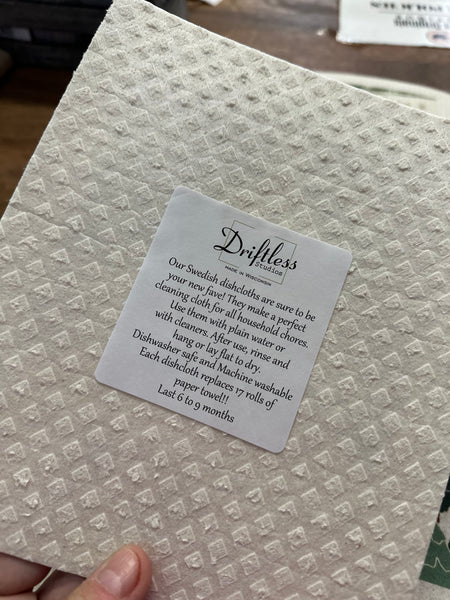 Driftless
Studios
MADE IN WISCONSIN
Our Swedish dishcloths are sure to be
your new fave! They make a perfect
cleaning cloth for all household chores.
Use them with plain water or
with cleaners. After use, rinse and
hang or lay flat to dry.
Dishwasher safe and Machine washable
Each dishcloth replaces 17 rolls of
paper towel!!
Last 6 to 9 months